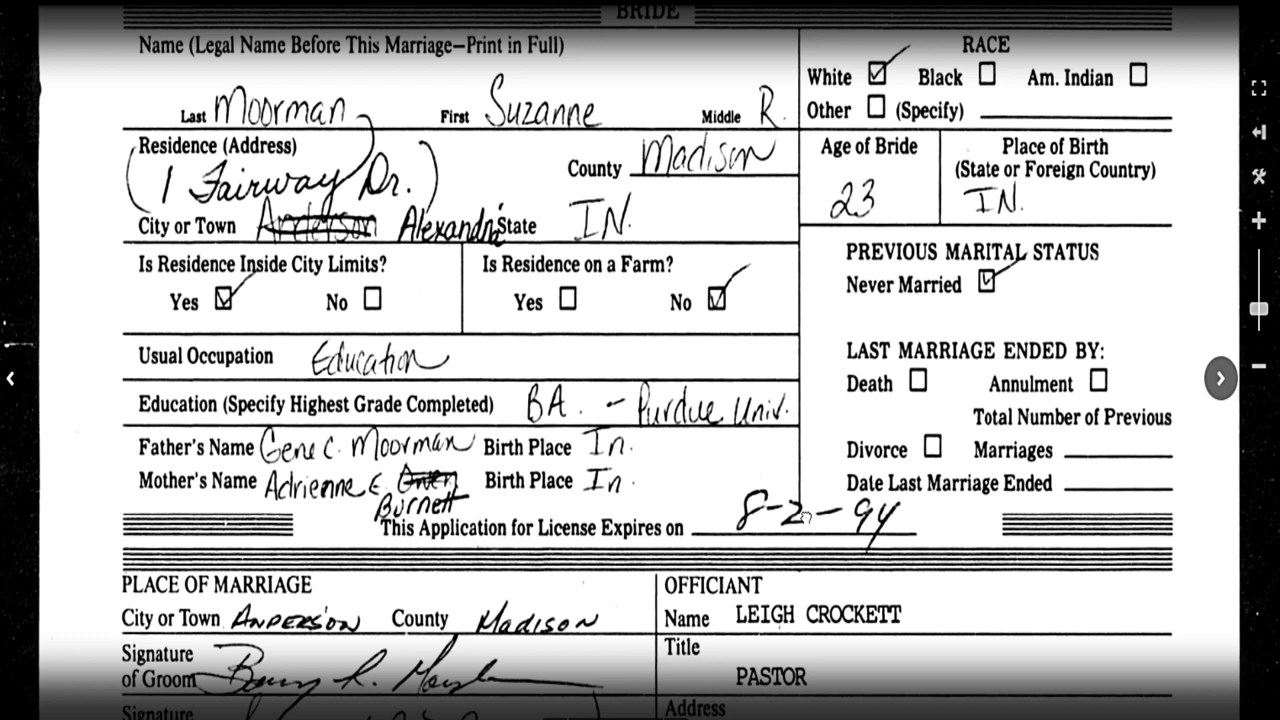 BRIDE
Name (Legal Name Before This Marriage—Print in Full)
Last Moorman First Suzanne Middle R.
RACE
White Black Am. Indian
Other (Specify)
Residence (Address)
(1 Fairway Dr.)
County Madison
City or Town Anderson Alexandria State IN.
Age of Bride
23
Place of Birth
(State or Foreign Country)
IN.
Is Residence Inside City Limits?
Yes No
Is Residence on a Farm?
Yes No
PREVIOUS MARITAL STATUS
Never Married
Usual Occupation Education
Education (Specify Highest Grade Completed) BA. - Purdue Univ.
Father's Name Gene C. Moorman Birth Place In.
Mother's Name Adrienne E. Owen Birth Place In.
Burnett
LAST MARRIAGE ENDED BY:
Death Annulment
Total Number of Previous
Divorce Marriages
Date Last Marriage Ended
This Application for License Expires on 8-2-94
PLACE OF MARRIAGE
City or Town ANDERSON County MADISON
Signature
of Groom Barry R.
Signature
OFFICIANT
Name LEIGH CROCKETT
Title
PASTOR
Address